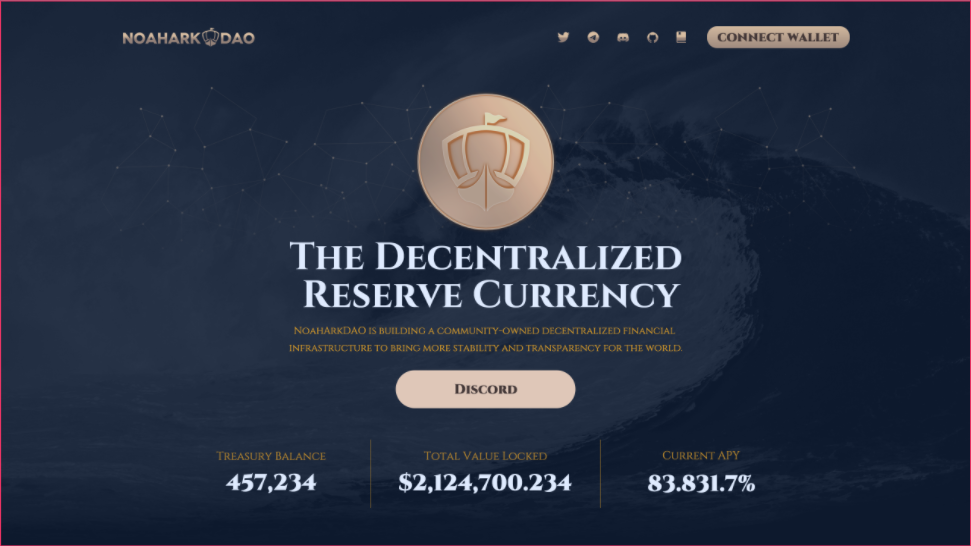 NOAHARK DAO
CONNECT WALLET
The Decentralized
Reserve Currency
NoahArkDAO is building a community-owned decentralized financial
infrastructure to bring more stability and transparency for the world.
Discord
Treasury Balance
457,234
Total Value Locked
$2,124,700.234
Current APY
83.831.7%